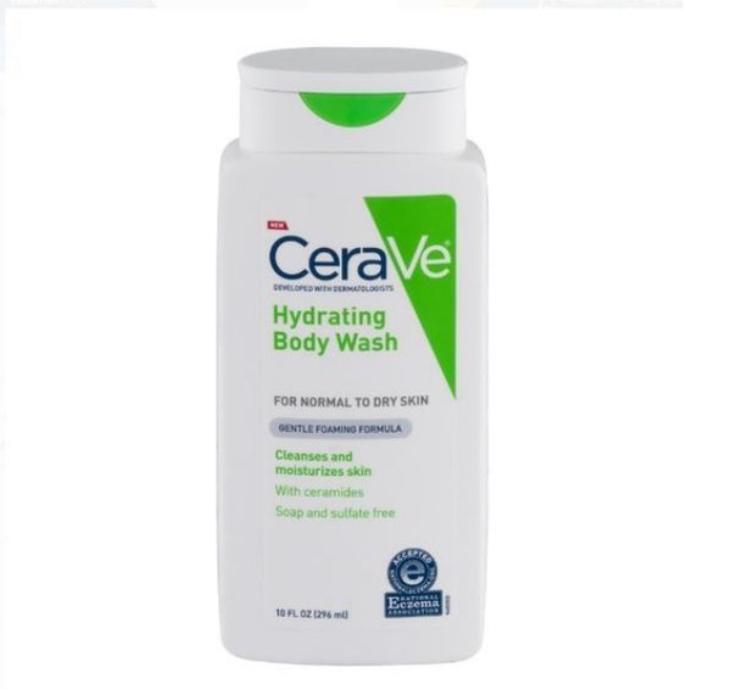 NEW
CeraVe®
DEVELOPED WITH DERMATOLOGISTS
Hydrating
Body Wash
FOR NORMAL TO DRY SKIN
GENTLE FOAMING FORMULA
Cleanses and
moisturizes skin
With ceramides
Soap and sulfate free
ACCEPTED
e
NATIONAL
Eczema
ASSOCIATION
10 FL OZ (296 ml)